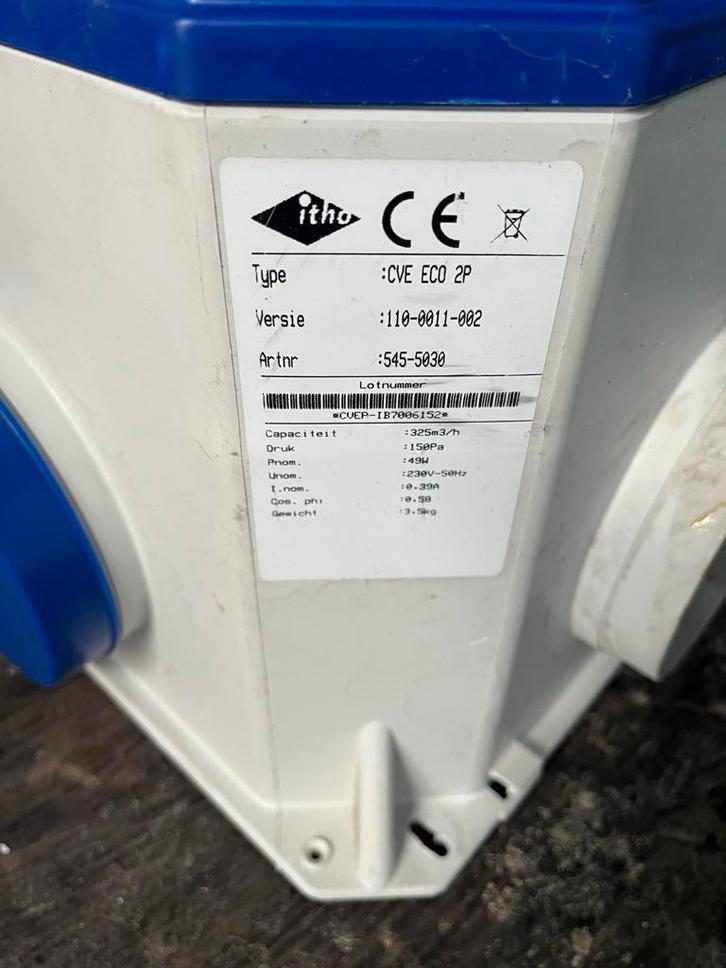 itho CE
Type :CVE ECO 2P
Versie :110-0011-002
Artnr :545-5030
Lotnummer
*CVEP-IB7006152*
Capaciteit :325m3/h
Druk :150Pa
Pnom. :49W
Unom. :230V-50Hz
I.nom. :0.39A
Cos. phi :0.58
Gewicht :3.5kg